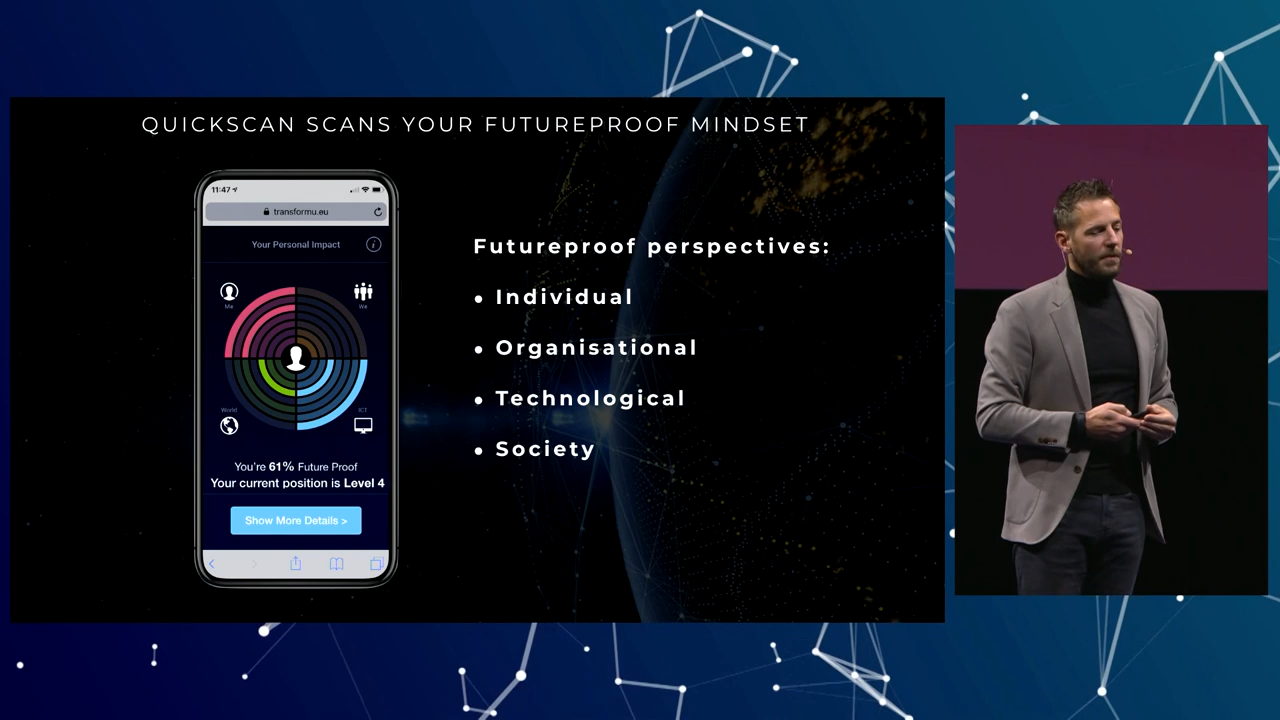 QUICKSCAN SCANS YOUR FUTUREPROOF MINDSET
11:47
transformu.eu
Your Personal Impact
i
Me
We
World
ICT
You're 61% Future Proof
Your current position is Level 4
Show More Details >
Futureproof perspectives:
• Individual
• Organisational
• Technological
• Society